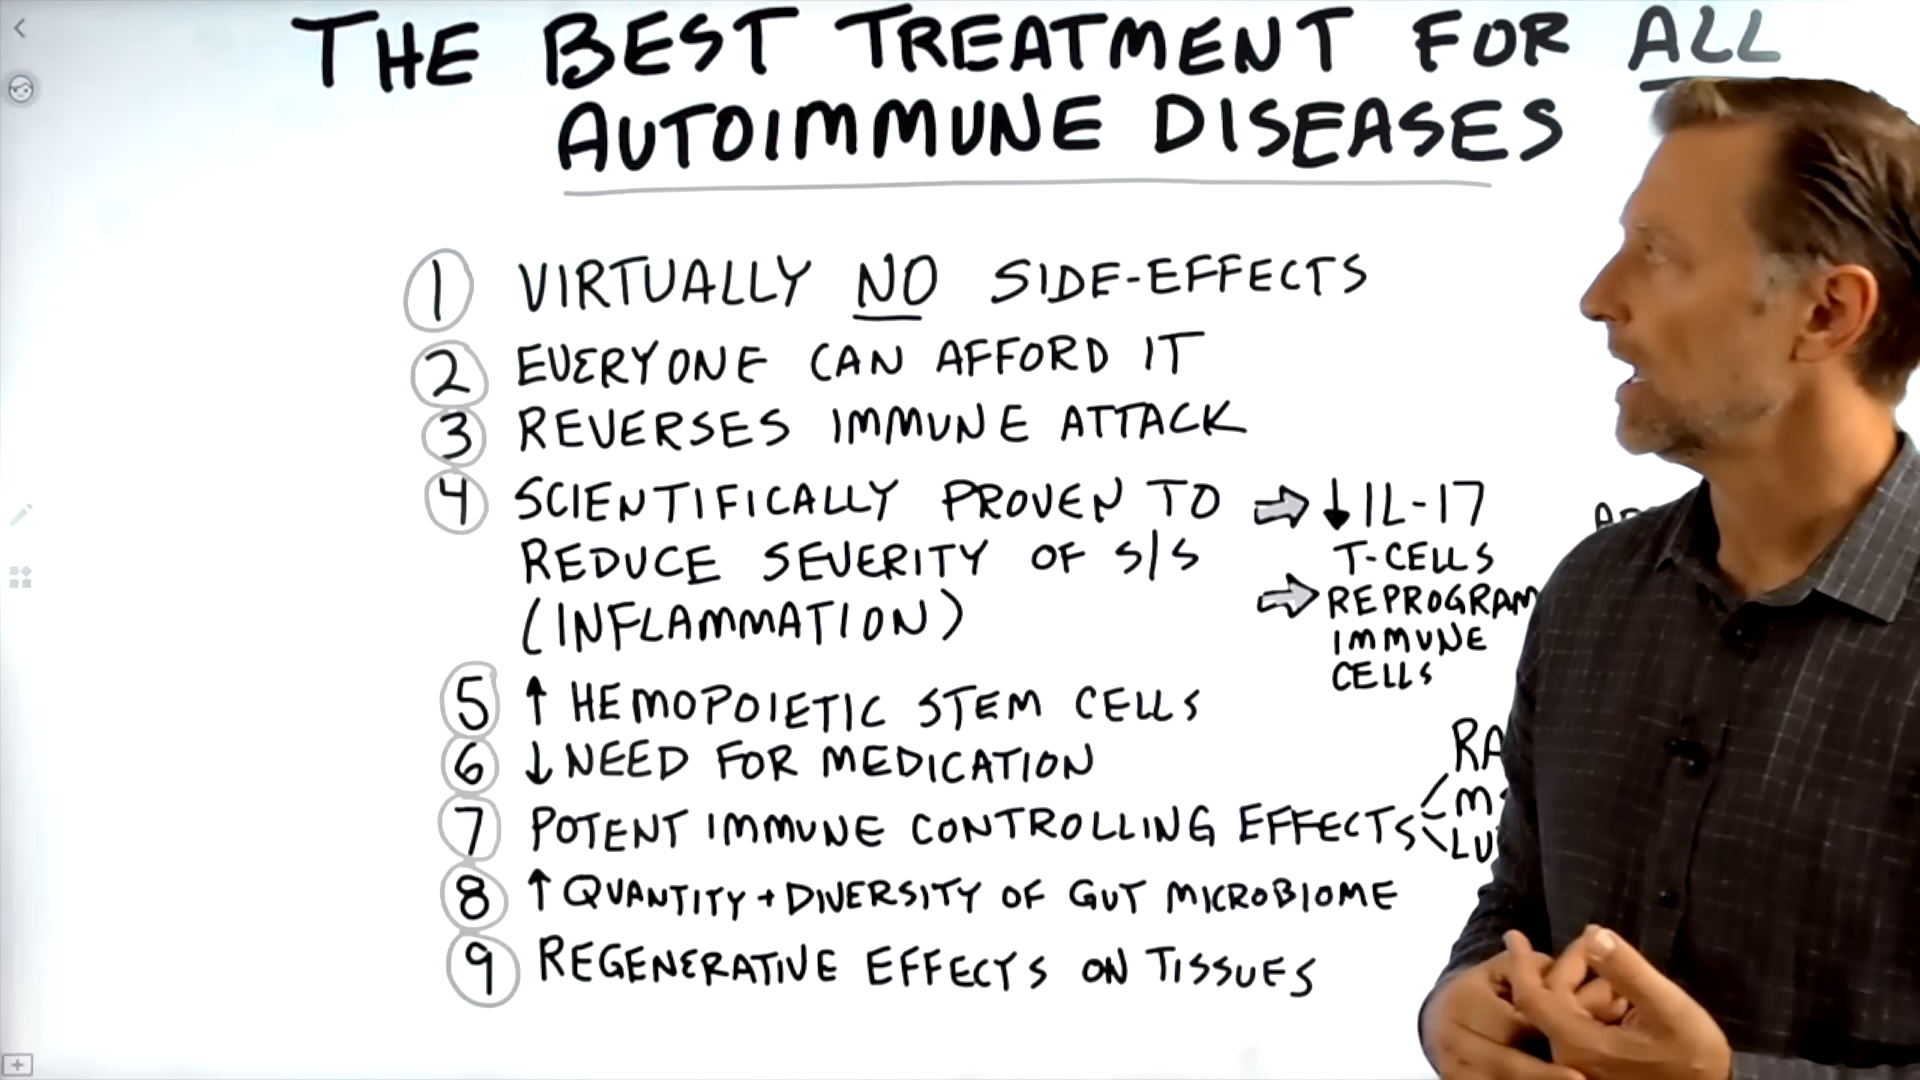 THE BEST TREATMENT FOR ALL
AUTOIMMUNE DISEASES
1 VIRTUALLY NO SIDE-EFFECTS
2 EVERYONE CAN AFFORD IT
3 REVERSES IMMUNE ATTACK
4 SCIENTIFICALLY PROVEN TO ⇨ ↓ IL-17
REDUCE SEVERITY OF S/S
(INFLAMMATION)
T-CELLS
⇨ REPROGRAM
IMMUNE
CELLS
5 ↑ HEMOPOIETIC STEM CELLS
6 ↓ NEED FOR MEDICATION
7 POTENT IMMUNE CONTROLLING EFFECTS
RA
M
LU
8 ↑ QUANTITY + DIVERSITY OF GUT MICROBIOME
9 REGENERATIVE EFFECTS ON TISSUES